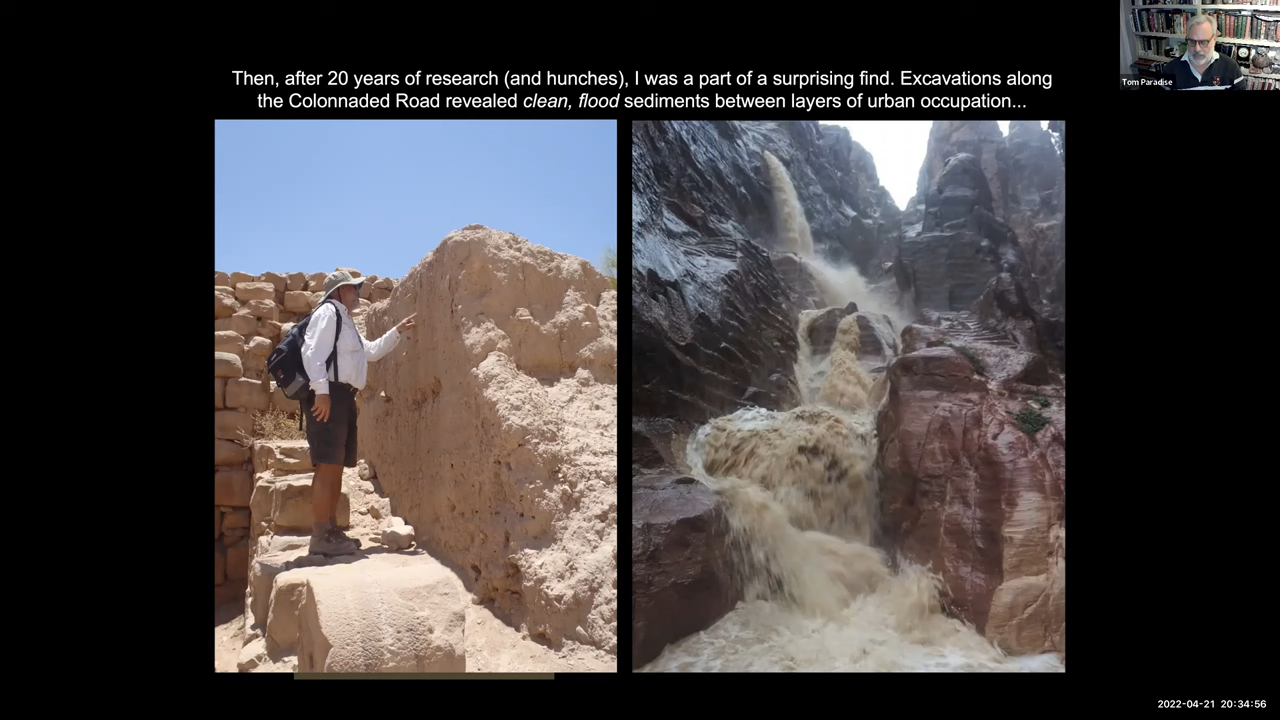 Then, after 20 years of research (and hunches), I was a part of a surprising find. Excavations along
the Colonnaded Road revealed clean, flood sediments between layers of urban occupation...
Tom Paradise
2022-04-21 20:34:56